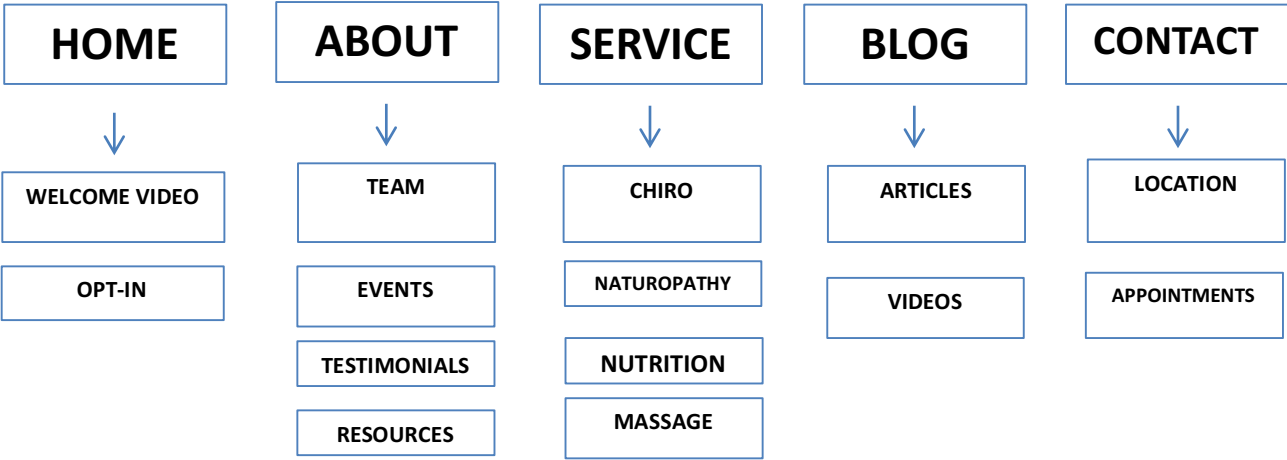 HOME
ABOUT
SERVICE
BLOG
CONTACT
WELCOME VIDEO
TEAM
CHIRO
ARTICLES
LOCATION
OPT-IN
EVENTS
NATUROPATHY
VIDEOS
APPOINTMENTS
TESTIMONIALS
NUTRITION
RESOURCES
MASSAGE